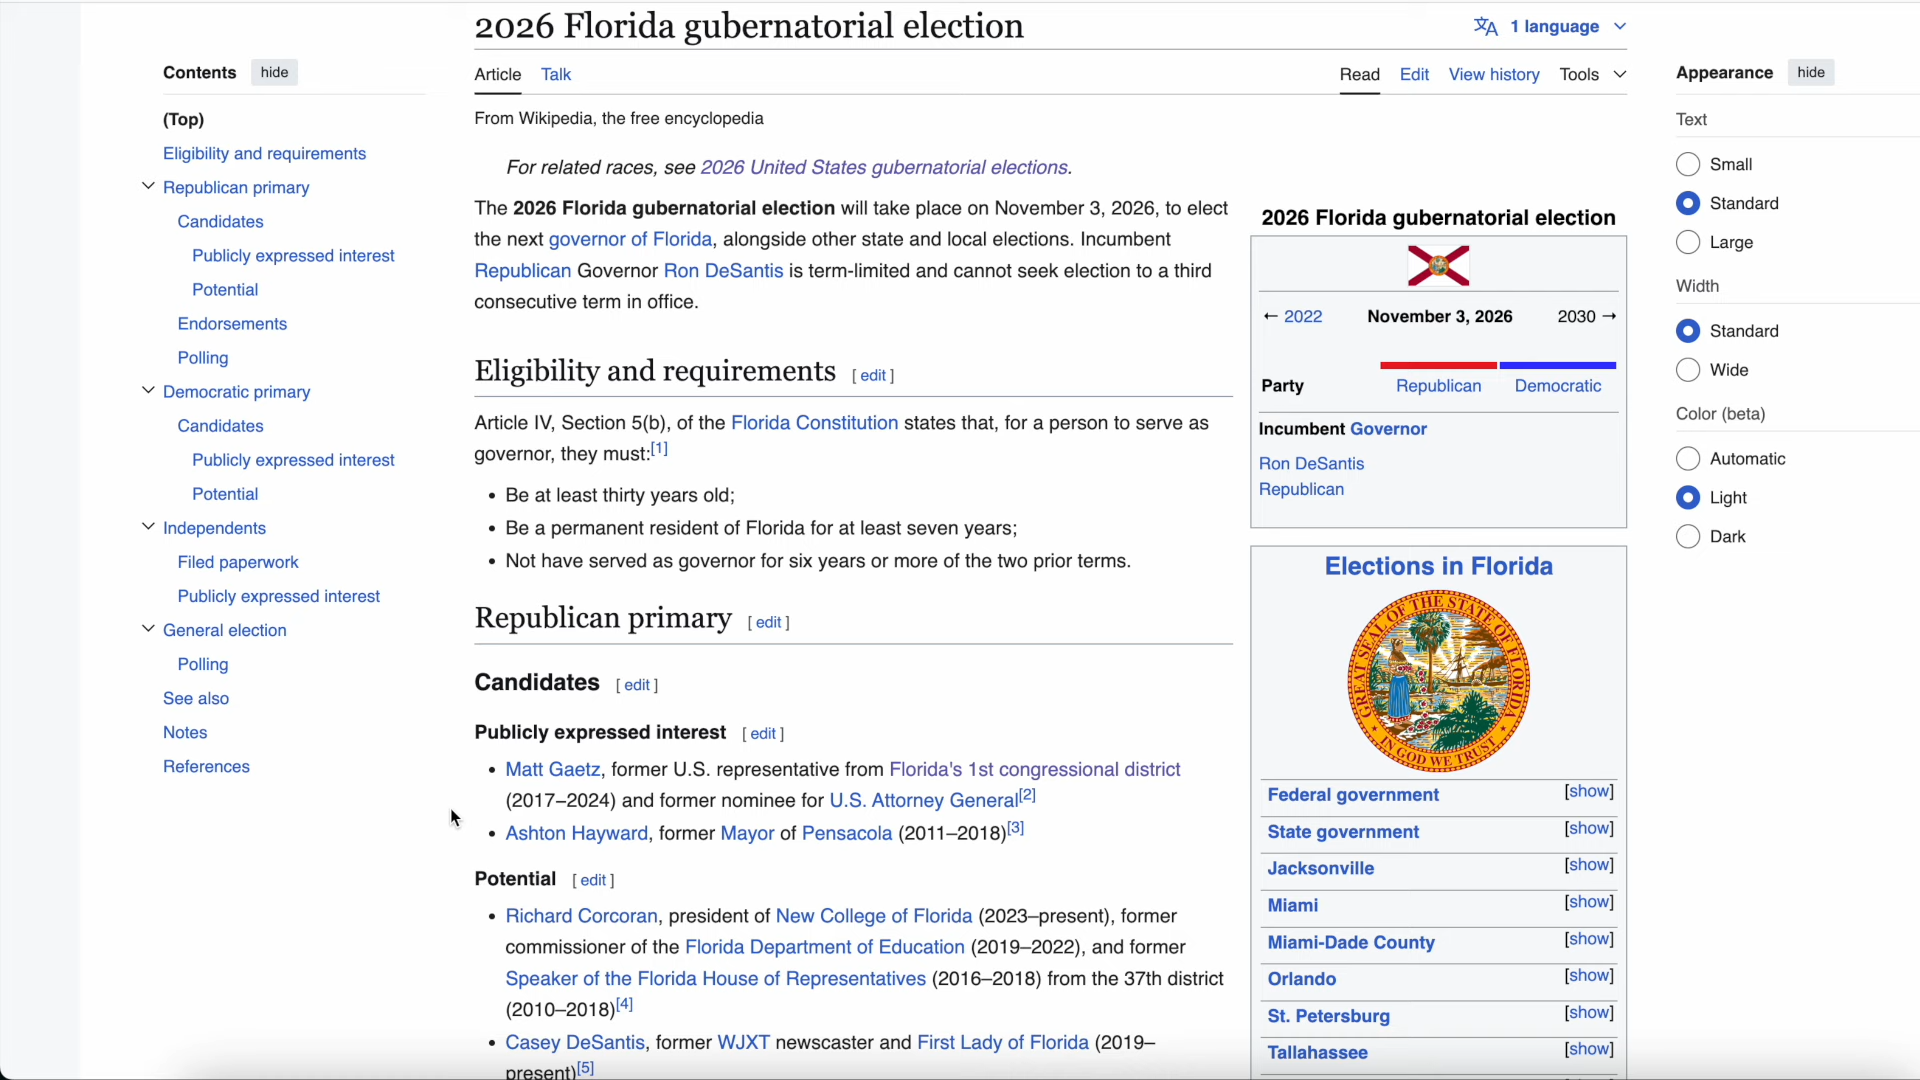 2026 Florida gubernatorial election
1 language
Contents hide
(Top)
Eligibility and requirements
Republican primary
Candidates
Publicly expressed interest
Potential
Endorsements
Polling
Democratic primary
Candidates
Publicly expressed interest
Potential
Independents
Filed paperwork
Publicly expressed interest
General election
Polling
See also
Notes
References
Article Talk
Read Edit View history Tools
From Wikipedia, the free encyclopedia
For related races, see 2026 United States gubernatorial elections.
The 2026 Florida gubernatorial election will take place on November 3, 2026, to elect
the next governor of Florida, alongside other state and local elections. Incumbent
Republican Governor Ron DeSantis is term-limited and cannot seek election to a third
consecutive term in office.
Eligibility and requirements [ edit ]
Article IV, Section 5(b), of the Florida Constitution states that, for a person to serve as
governor, they must:[1]
• Be at least thirty years old;
• Be a permanent resident of Florida for at least seven years;
• Not have served as governor for six years or more of the two prior terms.
Republican primary [ edit ]
Candidates [ edit ]
Publicly expressed interest [ edit ]
• Matt Gaetz, former U.S. representative from Florida's 1st congressional district
(2017–2024) and former nominee for U.S. Attorney General[2]
• Ashton Hayward, former Mayor of Pensacola (2011–2018)[3]
Potential [ edit ]
• Richard Corcoran, president of New College of Florida (2023–present), former
commissioner of the Florida Department of Education (2019–2022), and former
Speaker of the Florida House of Representatives (2016–2018) from the 37th district
(2010–2018)[4]
• Casey DeSantis, former WJXT newscaster and First Lady of Florida (2019–
present)[5]
2026 Florida gubernatorial election
← 2022 November 3, 2026 2030 →
Party Republican Democratic
Incumbent Governor
Ron DeSantis
Republican
Elections in Florida
GREAT SEAL OF THE STATE OF FLORIDA
IN GOD WE TRUST
Federal government [show]
State government [show]
Jacksonville [show]
Miami [show]
Miami-Dade County [show]
Orlando [show]
St. Petersburg [show]
Tallahassee [show]
Appearance hide
Text
Small
Standard
Large
Width
Standard
Wide
Color (beta)
Automatic
Light
Dark